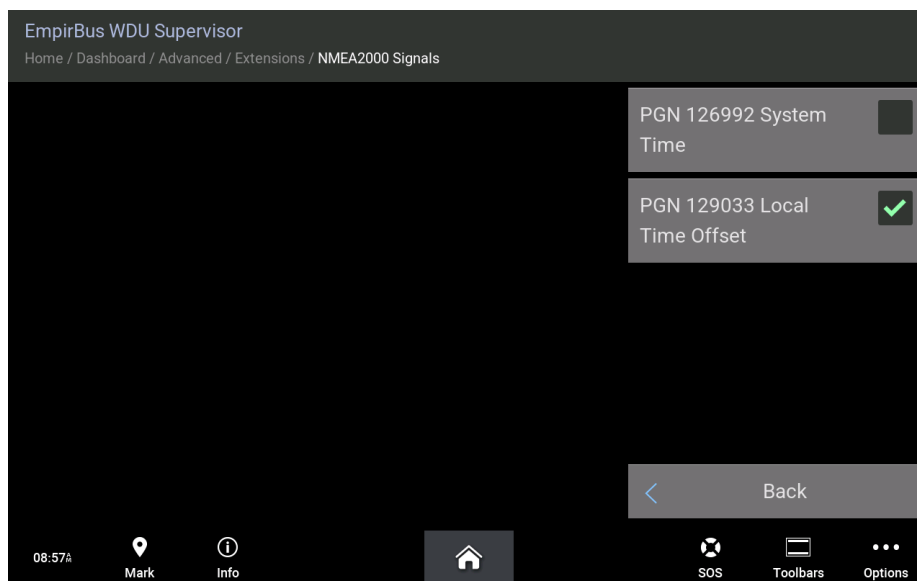 EmpirBus WDU Supervisor
Home / Dashboard / Advanced / Extensions / NMEA2000 Signals
PGN 126992 System
Time
PGN 129033 Local
Time Offset
Back
08:57AM
Mark
Info
SOS
Toolbars
Options